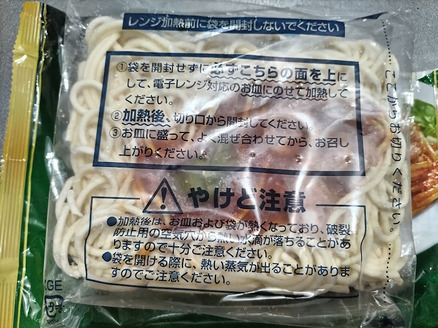 レンジ加熱前に袋を開封しないでください
①袋を開封せずに必ずこちらの面を上に
して、電子レンジ対応のお皿にのせて加熱して
ください。
②加熱後、切り口から開封してください。
③お皿に盛って、よく混ぜ合わせてから、お召し
上がりください。
やけど注意
●加熱後は、お皿および袋が熱くなっており、破裂
防止用の空気穴から熱い水滴が落ちることがあ
りますので十分ご注意ください。
●袋を開ける際に、熱い蒸気が出ることがありま
すのでご注意ください。
ここからお切りください。